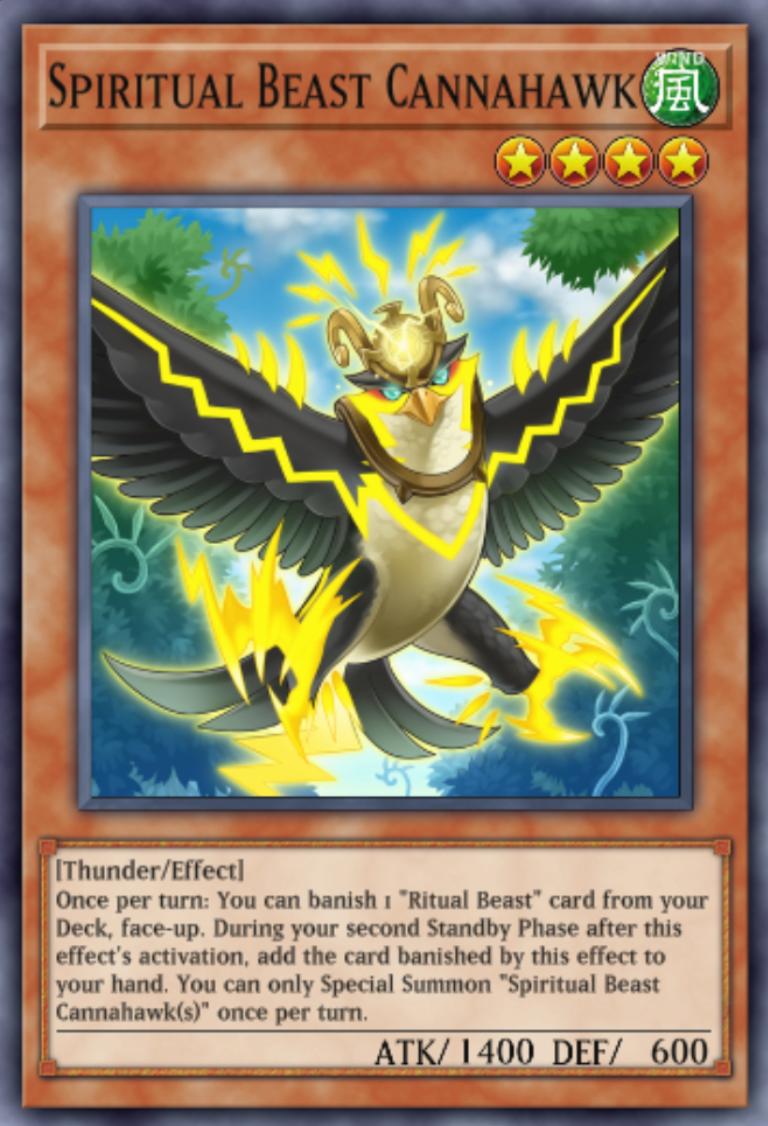 Spiritual Beast Cannahawk
WIND
風
[Thunder/Effect]
Once per turn: You can banish 1 "Ritual Beast" card from your
Deck, face-up. During your second Standby Phase after this
effect's activation, add the card banished by this effect to
your hand. You can only Special Summon "Spiritual Beast
Cannahawk(s)" once per turn.
ATK/ 1400 DEF/ 600